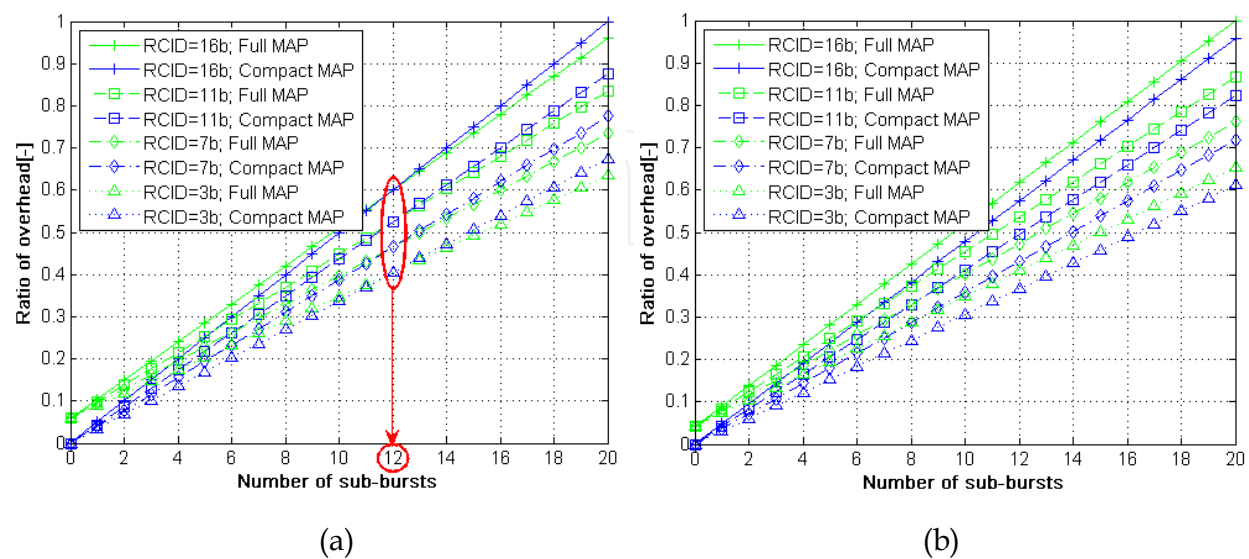 1
0.9
0.8
0.7
0.6
0.5
0.4
0.3
0.2
0.1
0
Ratio of overhead[-]
RCID=16b; Full MAP
RCID=16b; Compact MAP
RCID=11b; Full MAP
RCID=11b; Compact MAP
RCID=7b; Full MAP
RCID=7b; Compact MAP
RCID=3b; Full MAP
RCID=3b; Compact MAP
0 2 4 6 8 10 12 14 16 18 20
Number of sub-bursts
(a)
1
0.9
0.8
0.7
0.6
0.5
0.4
0.3
0.2
0.1
0
Ratio of overhead[-]
RCID=16b; Full MAP
RCID=16b; Compact MAP
RCID=11b; Full MAP
RCID=11b; Compact MAP
RCID=7b; Full MAP
RCID=7b; Compact MAP
RCID=3b; Full MAP
RCID=3b; Compact MAP
0 2 4 6 8 10 12 14 16 18 20
Number of sub-bursts
(b)